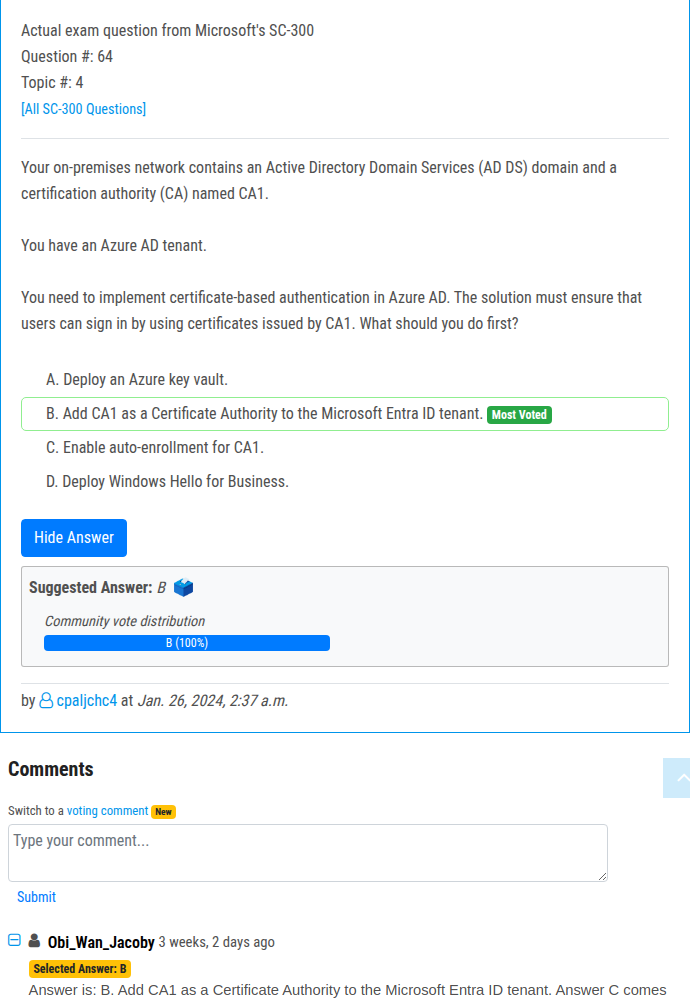 Actual exam question from Microsoft's SC-300
Question #: 64
Topic #: 4
[All SC-300 Questions]
Your on-premises network contains an Active Directory Domain Services (AD DS) domain and a
certification authority (CA) named CA1.
You have an Azure AD tenant.
You need to implement certificate-based authentication in Azure AD. The solution must ensure that
users can sign in by using certificates issued by CA1. What should you do first?
A. Deploy an Azure key vault.
B. Add CA1 as a Certificate Authority to the Microsoft Entra ID tenant. Most Voted
C. Enable auto-enrollment for CA1.
D. Deploy Windows Hello for Business.
Hide Answer
Suggested Answer: B
Community vote distribution
B (100%)
by cpaljchc4 at Jan. 26, 2024, 2:37 a.m.
Comments
Switch to a voting comment New
Type your comment...
Submit
Obi_Wan_Jacoby 3 weeks, 2 days ago
Selected Answer: B
Answer is: B. Add CA1 as a Certificate Authority to the Microsoft Entra ID tenant. Answer C comes